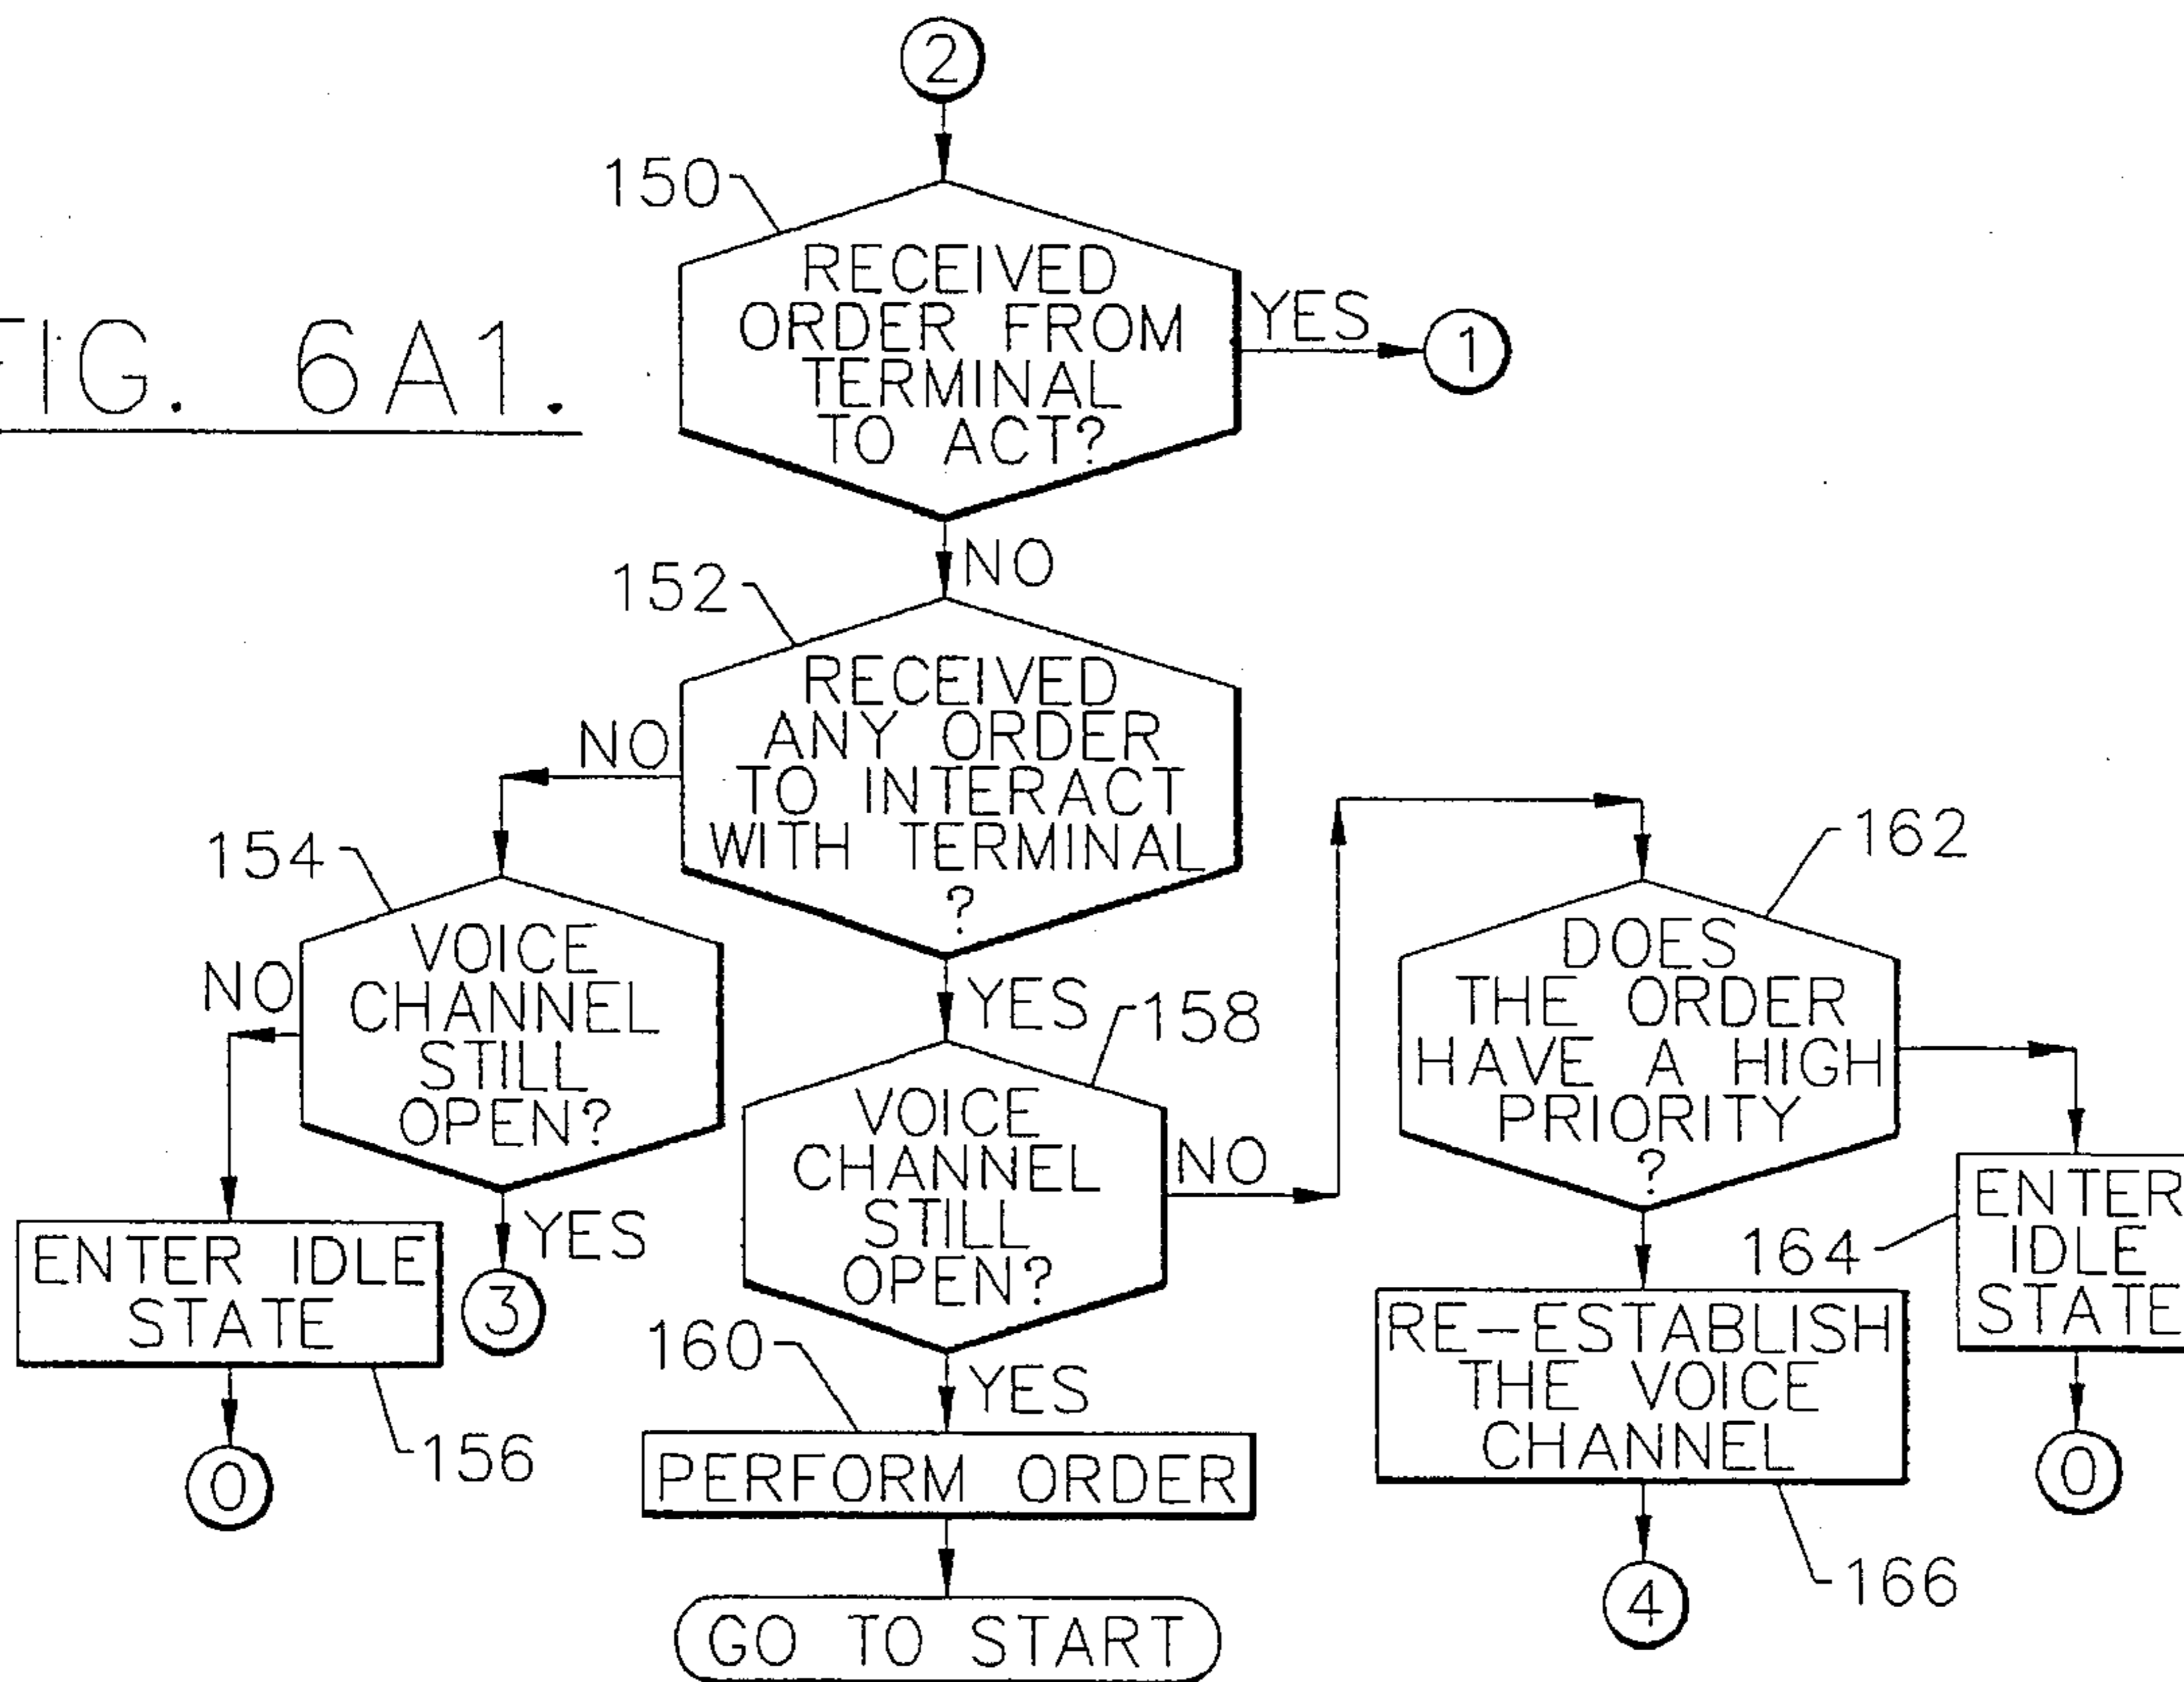 2
150
RECEIVED
ORDER FROM
TERMINAL
TO ACT?
YES
1
FIG. 6A1.
NO
152
RECEIVED
ANY ORDER
TO INTERACT
WITH TERMINAL
?
NO
154
VOICE
CHANNEL
STILL
OPEN?
NO
YES
3
ENTER IDLE
STATE
156
0
YES
158
VOICE
CHANNEL
STILL
OPEN?
NO
160
YES
PERFORM ORDER
GO TO START
162
DOES
THE ORDER
HAVE A HIGH
PRIORITY
?
164
ENTER
IDLE
STATE
0
RE-ESTABLISH
THE VOICE
CHANNEL
166
4